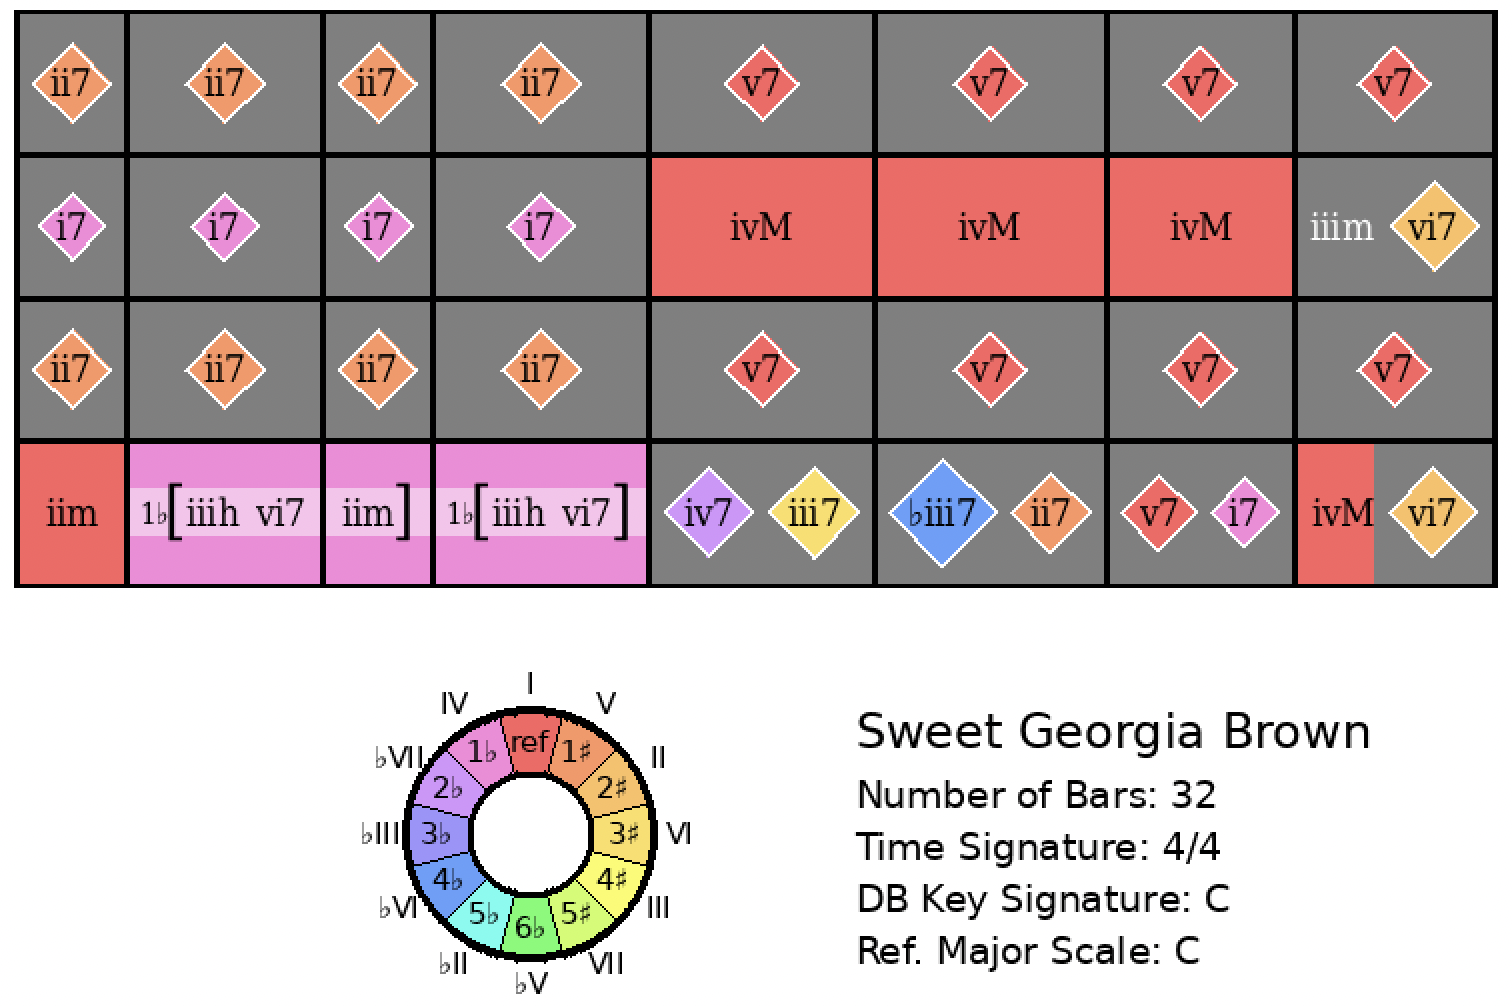 ii7 ii7 ii7 ii7 v7 v7 v7 v7
i7 i7 i7 i7 ivM ivM ivM iiim vi7
ii7 ii7 ii7 ii7 v7 v7 v7 v7
iim 1♭[iiih vi7 iim] 1♭[iiih vi7] iv7 iii7 ♭iii7 ii7 v7 i7 ivM vi7
I
IV V
♭VII 1♭ ref 1♯ II
2♭ 2♯
♭III 3♭ 3♯ VI
4♭ 4♯
♭VI 5♭ 6♭ 5♯ III
♭II VII
♭V
Sweet Georgia Brown
Number of Bars: 32
Time Signature: 4/4
DB Key Signature: C
Ref. Major Scale: C